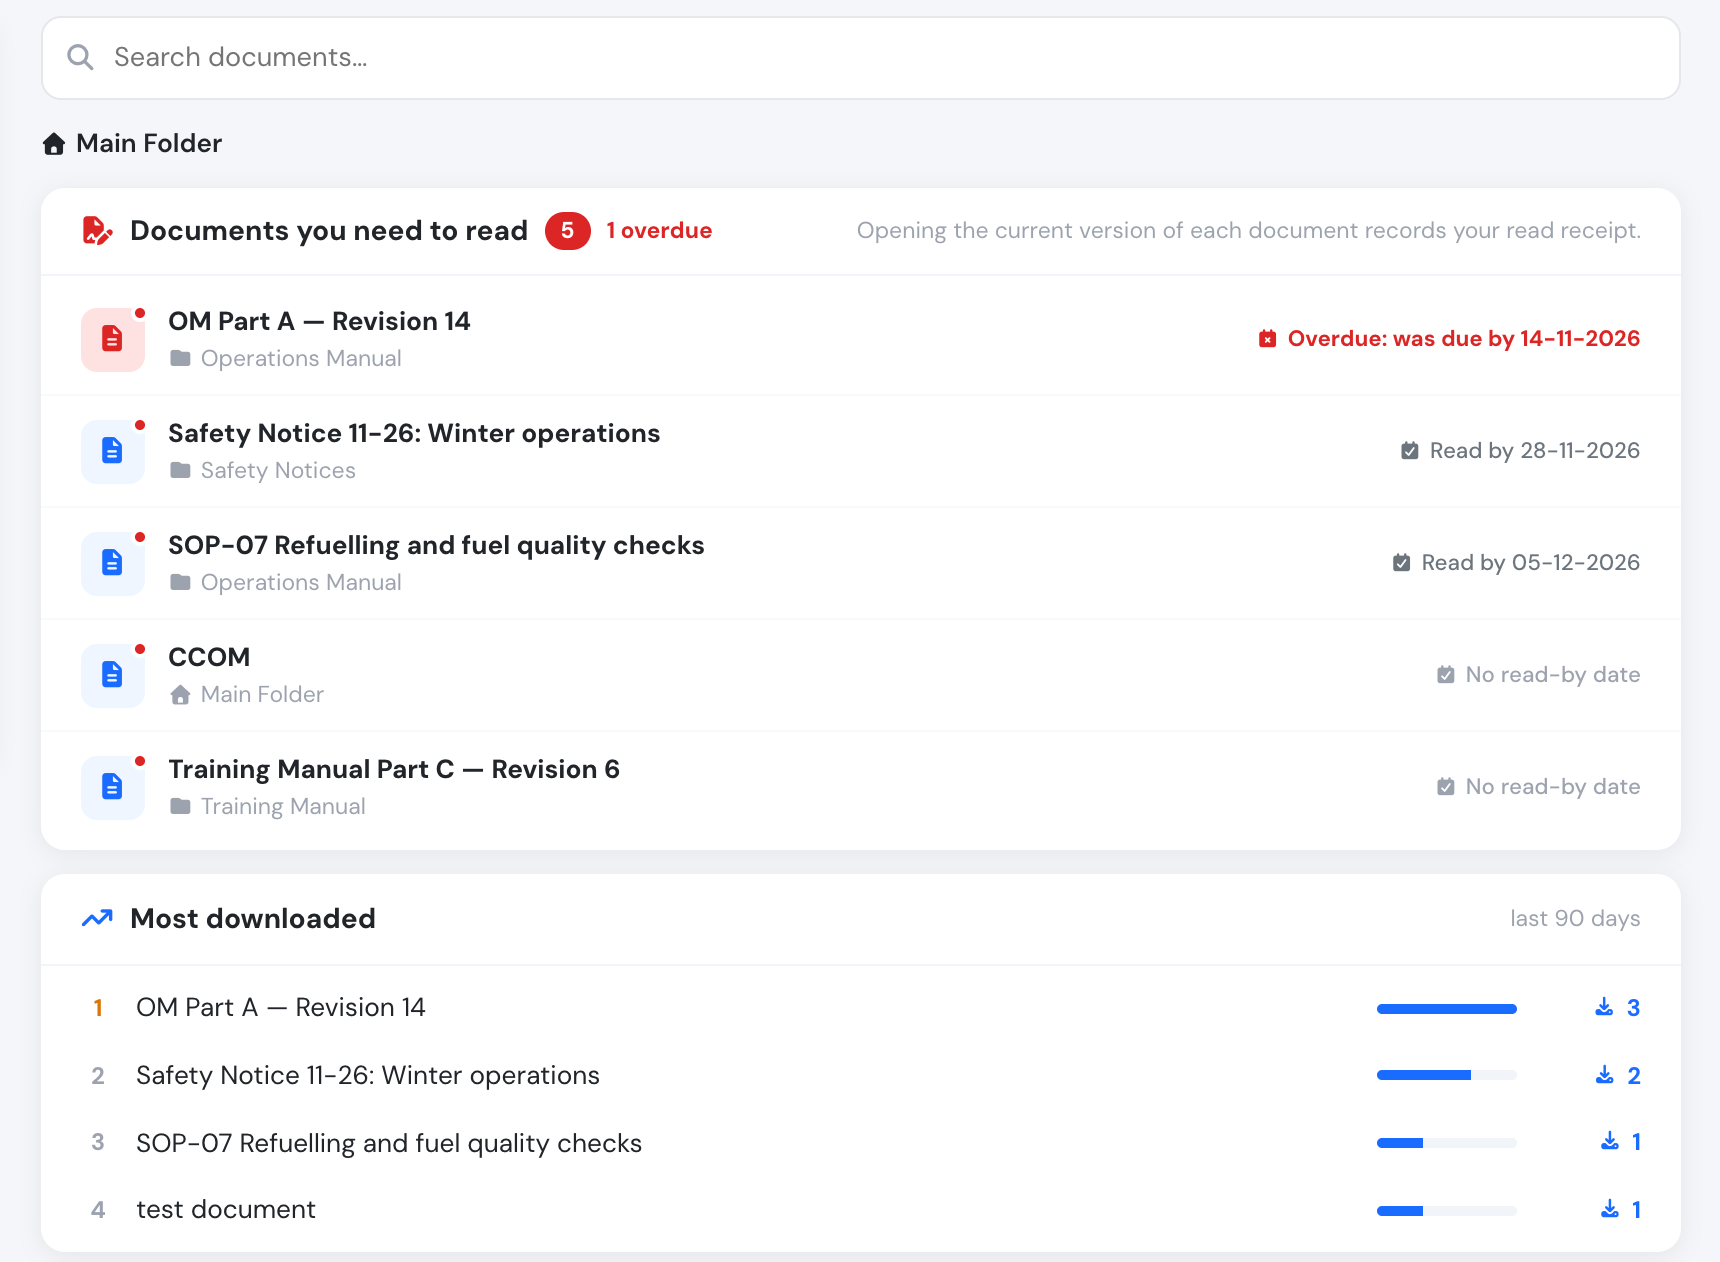 Search documents...
Main Folder
Documents you need to read 5 1 overdue Opening the current version of each document records your read receipt.
OM Part A — Revision 14
Operations Manual
Overdue: was due by 14-11-2026
Safety Notice 11-26: Winter operations
Safety Notices
Read by 28-11-2026
SOP-07 Refuelling and fuel quality checks
Operations Manual
Read by 05-12-2026
CCOM
Main Folder
No read-by date
Training Manual Part C — Revision 6
Training Manual
No read-by date
Most downloaded last 90 days
1 OM Part A — Revision 14 3
2 Safety Notice 11-26: Winter operations 2
3 SOP-07 Refuelling and fuel quality checks 1
4 test document 1